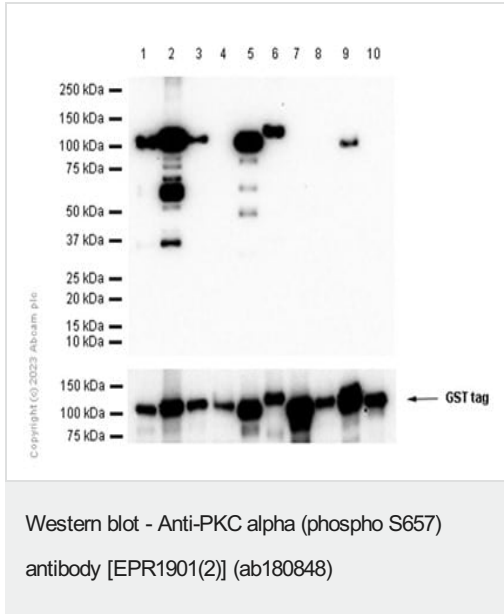 1 2 3 4 5 6 7 8 9 10
250 kDa
150 kDa
100 kDa
75 kDa
50 kDa
37 kDa
25 kDa
20 kDa
15 kDa
10 kDa
150 kDa
100 kDa
75 kDa
GST tag
Copyright (c) 2023 Abcam plc
Western blot - Anti-PKC alpha (phospho S657)
antibody [EPR1901(2)] (ab180848)